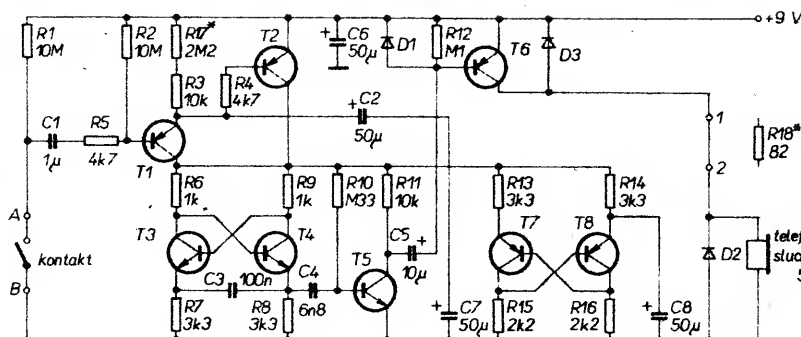 +9 V
R1
10M
R2
10M
R17*
2M2
T2
C6
50µ
D1
R12
M1
T6
D3
R3
10k
R4
4k7
C1
1µ
R5
4k7
T1
C2
50µ
1
2
R18*
82
R6
1k
R9
1k
R10
M33
R11
10k
R13
3k3
R14
3k3
A
kontakt
B
T3
T4
T5
C5
10µ
T7
T8
C3
100n
C4
6n8
R7
3k3
R8
3k3
C7
50µ
R15
2k2
R16
2k2
C8
50µ
D2
telef
sluc